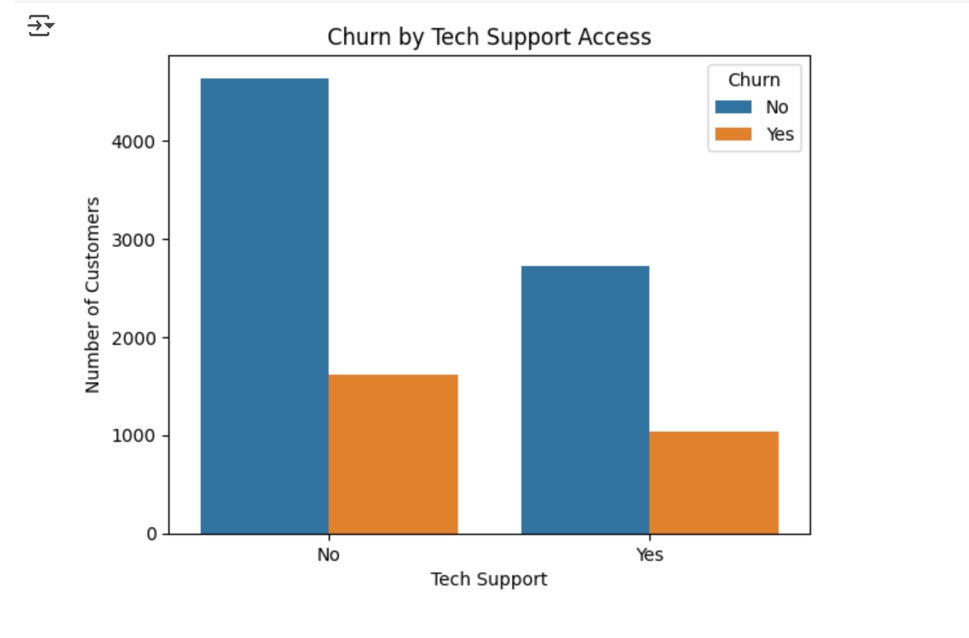 Churn by Tech Support Access
Churn
No
Yes
4000
3000
2000
1000
0
Number of Customers
No Yes
Tech Support